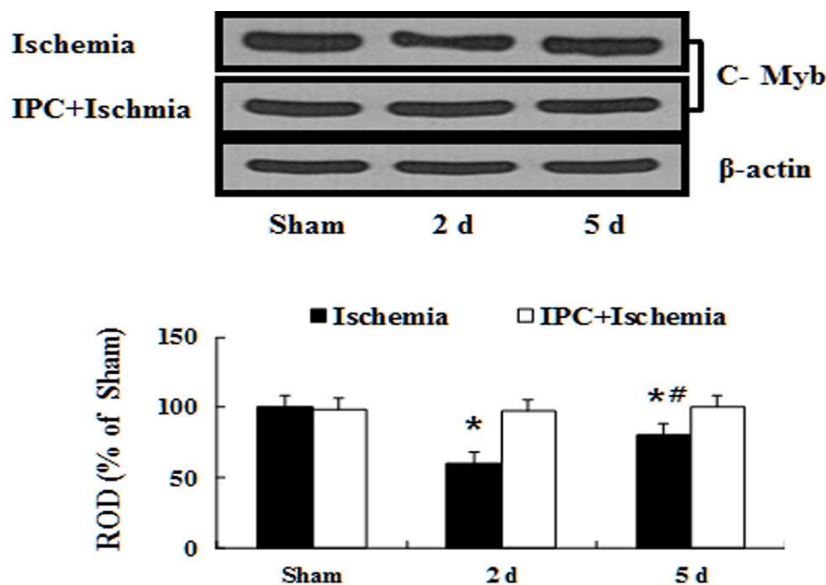 Ischemia
C- Myb
IPC+Ischmia
β-actin
Sham 2 d 5 d
Ischemia IPC+Ischemia
ROD (% of Sham)
150
100
50
0
* *#
Sham 2 d 5 d